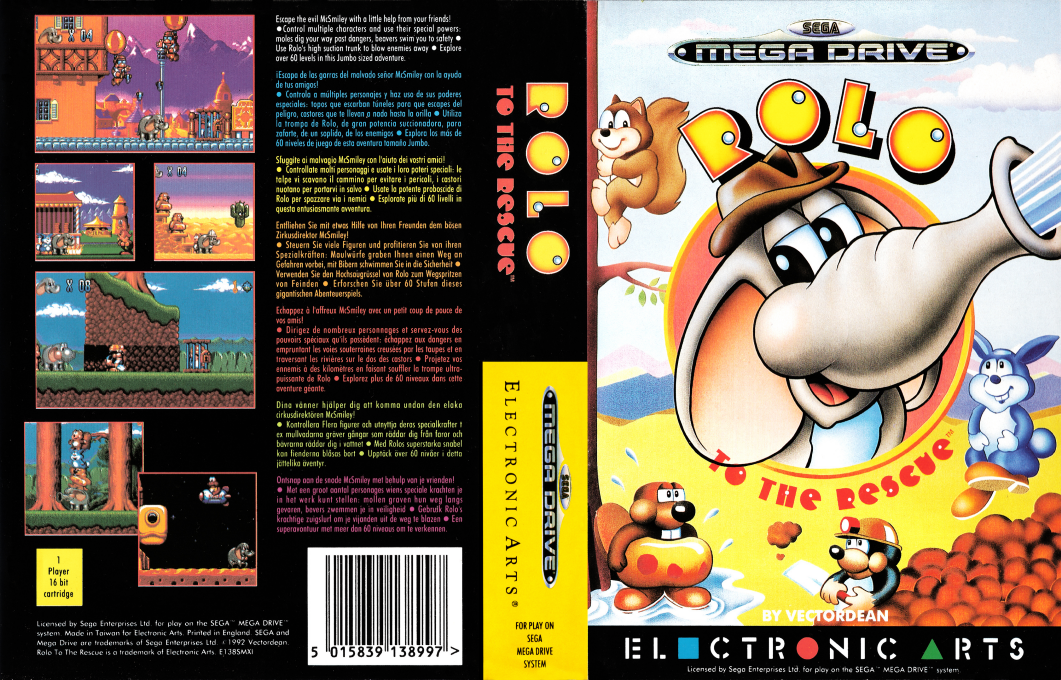 X 04
X 04
X 08
1
Player
16 bit
cartridge
Escape the evil McSmiley with a little help from your friends!
● Control multiple characters and use their special powers:
moles dig your way past dangers, beavers swim you to safety ●
Use Rolo's high suction trunk to blow enemies away ● Explore
over 60 levels in this Jumbo sized adventure.
¡Escapa de las garras del malvado señor McSmiley con la ayuda
de tus amigos!
● Controla a múltiples personajes y haz uso de sus poderes
especiales: topos que escarban túneles para que escapes del
peligro, castores que te llevan a nado hasta la orilla ● Utiliza
la trompa de Rolo, de gran potencia succionadora, para
zafarte, de un soplido, de los enemigos ● Explora los más de
60 niveles de juego de esta aventura tamaño Jumbo.
Sfuggite al malvagio McSmiley con l'aiuto dei vostri amici!
● Controllate molti personaggi e usate i loro poteri speciali: le
talpe vi scavano il cammino per evitare i pericoli, i castori
nuotano per portarvi in salvo ● Usate la potente proboscide di
Rolo per spazzare via i nemici ● Esplorate più di 60 livelli in
questa entusiasmante avventura.
Entfliehen Sie mit etwas Hilfe von Ihren Freunden dem bösen
Zirkusdirektor McSmiley!
● Steuern Sie viele Figuren und profitieren Sie von ihren
Spezialkräften: Maulwürfe graben Ihnen einen Weg an
Gefahren vorbei, mit Bibern schwimmen Sie in die Sicherheit ●
Verwenden Sie den Hochsaugrüssel von Rolo zum Wegspritzen
von Feinden ● Erforschen Sie über 60 Stufen dieses
gigantischen Abenteuerspiels.
Echappez à l'affreux McSmiley avec un petit coup de pouce de
vos amis!
● Dirigez de nombreux personnages et servez-vous des
pouvoirs spéciaux qu'ils possèdent: échappez aux dangers en
empruntant les voies souterraines creusées par les taupes et en
traversant les rivières sur le dos des castors ● Projetez vos
ennemis à des kilomètres en faisant souffler la trompe ultra-
puissante de Rolo ● Explorez plus de 60 niveaux dans cette
aventure géante.
Dina vänner hjälper dig att komma undan den elaka
cirkusdirektören McSmiley!
● Kontrollera Flera figurer och utnyttja deras specialkrafter t
ex mullvadarna gräver gångar som räddar dig från faror och
bävrarna räddar dig i vattnet ● Med Rolos superstarka snabel
kan fienderna blåsas bort ● Upptäck över 60 nivåer i detta
jättelika äventyr.
Ontsnap aan de snode McSmiley met behulp van je vrienden!
● Met een groot aantal personages wiens speciale krachten je
in het werk kunt stellen: mollen graven hun weg langs
gevaren, bevers zwemmen je in veiligheid ● Gebruik Rolo's
krachtige zuigslurf om je vijanden uit de weg te blazen ● Een
superavontuur met meer dan 60 niveaus om te verkennen.
Licensed by Sega Enterprises Ltd. for play on the SEGA™ MEGA DRIVE™
system. Made in Taiwan for Electronic Arts. Printed in England. SEGA and
Mega Drive are trademarks of Sega Enterprises Ltd. © 1992 Vectordean.
Rolo To The Rescue is a trademark of Electronic Arts. E138SMXI
5 015839 138997 >
ROLO
TO THE RESCUE™
ELECTRONIC ARTS®
SEGA
MEGA DRIVE
FOR PLAY ON
SEGA
MEGA DRIVE
SYSTEM
SEGA
MEGA DRIVE
ROLO
TO THE RESCUE™
BY VECTORDEAN
ELECTRONIC ARTS
Licensed by Sega Enterprises Ltd. for play on the SEGA™ MEGA DRIVE™ system.